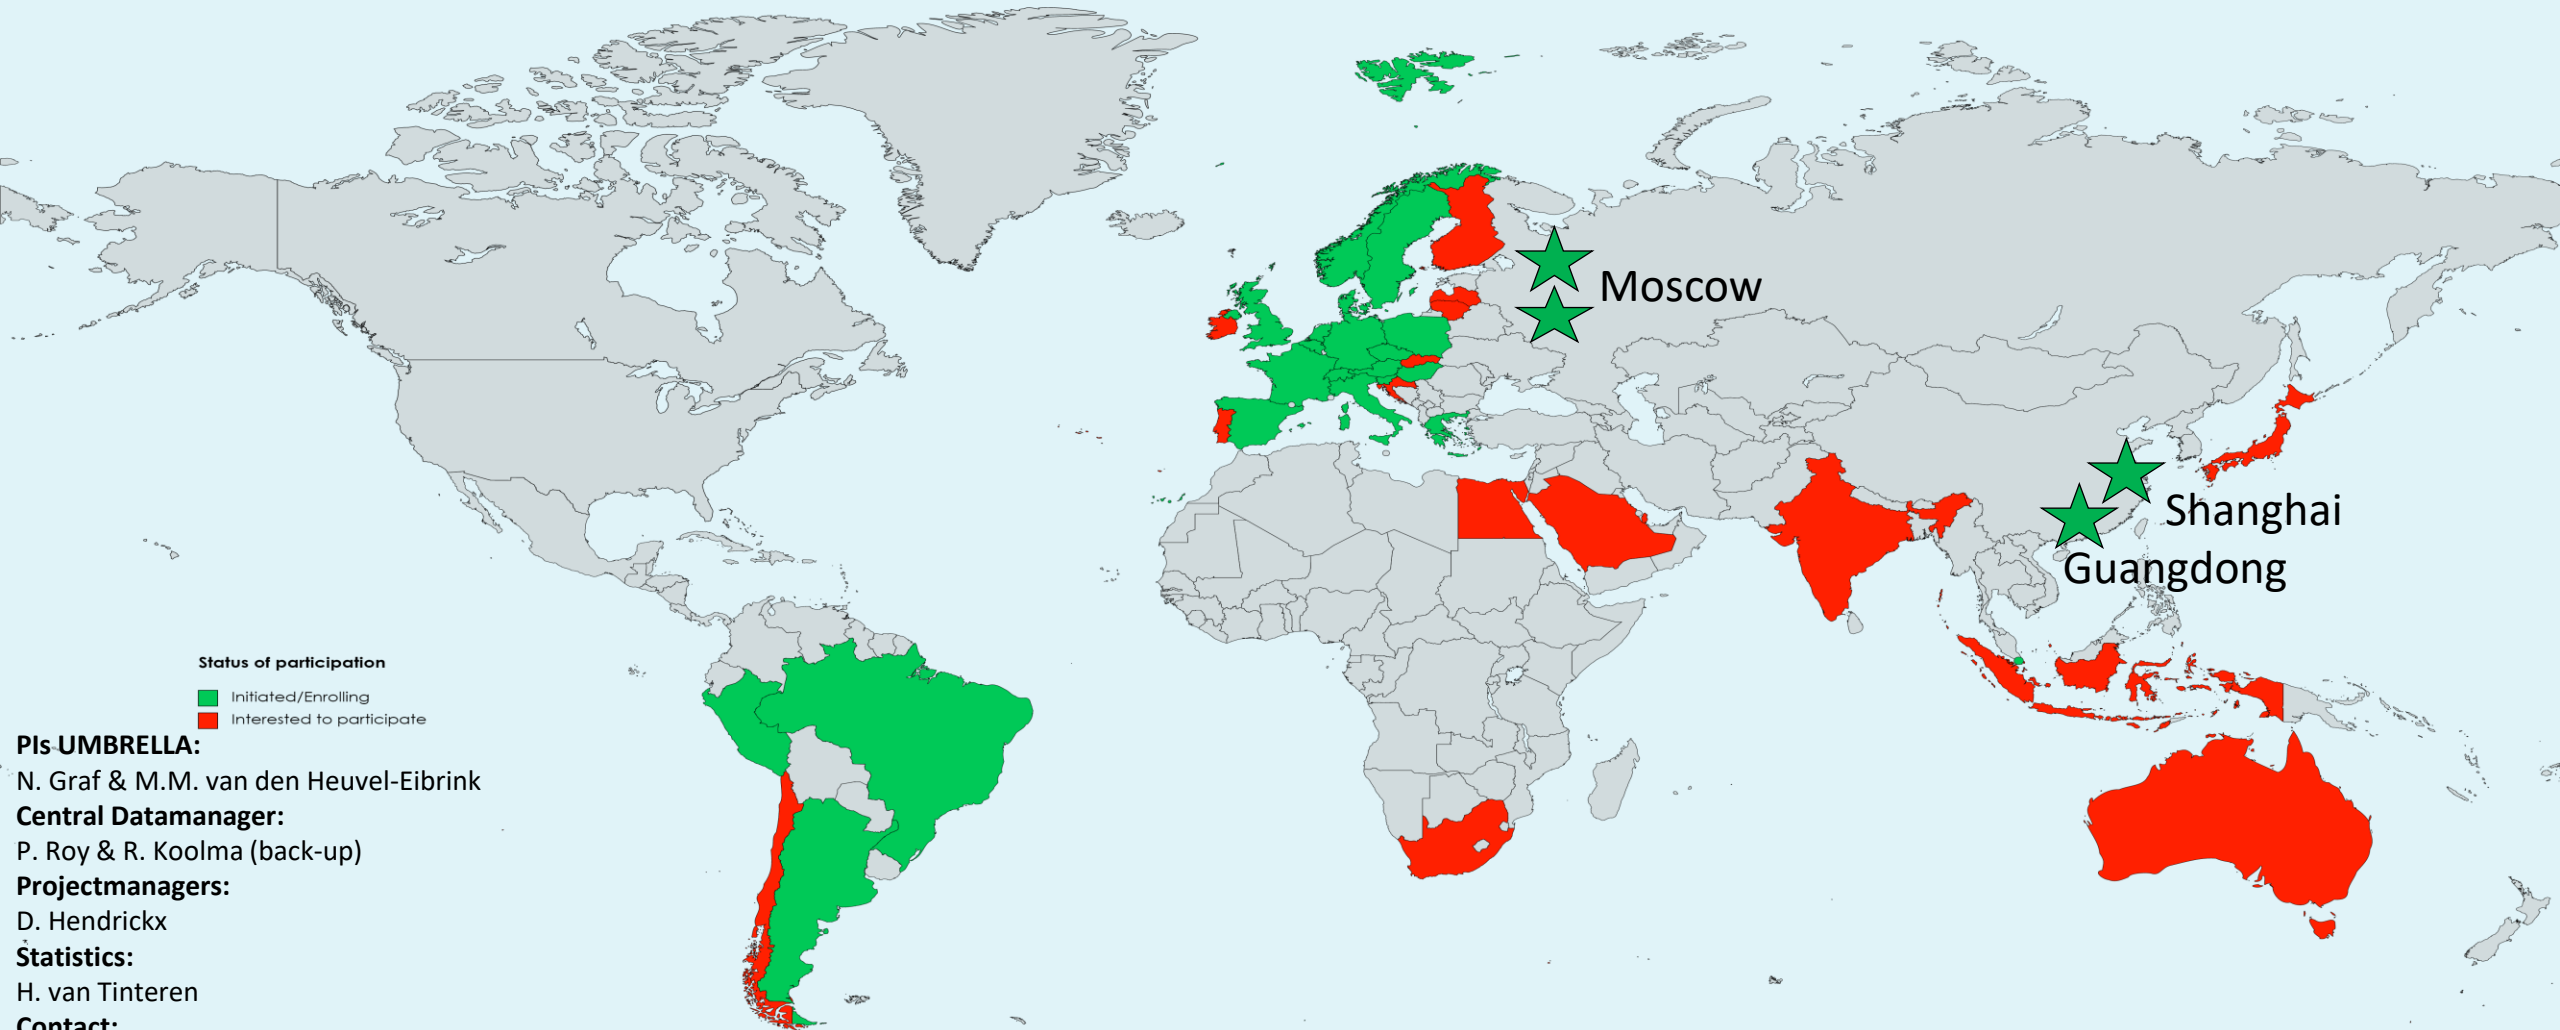 Moscow
Shanghai
Guangdong
Status of participation
Initiated/Enrolling
Interested to participate
PIs UMBRELLA:
N. Graf & M.M. van den Heuvel-Eibrink
Central Datamanager:
P. Roy & R. Koolma (back-up)
Projectmanagers:
D. Hendrickx
Statistics:
H. van Tinteren
Contact: